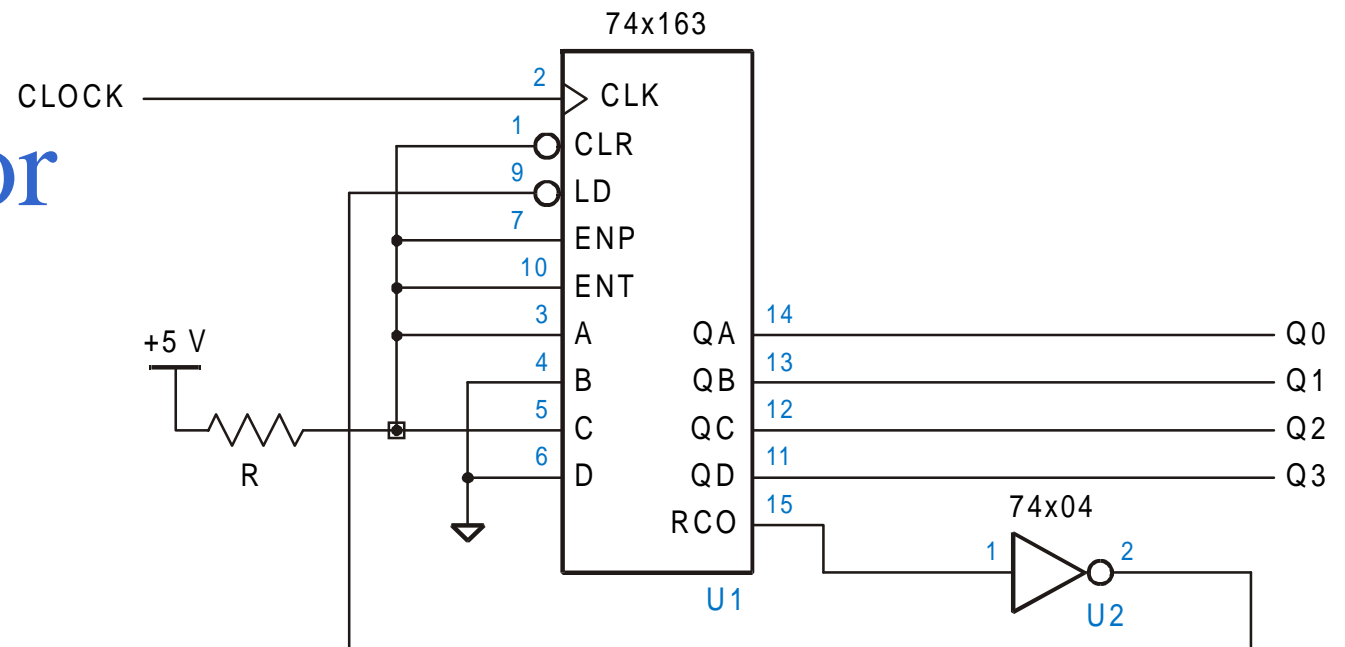 74x163
CLOCK
2
CLK
1
CLR
or
9
LD
7
ENP
10
ENT
3
A
QA
14
Q0
+5 V
4
B
QB
13
Q1
5
C
QC
12
Q2
R
6
D
QD
11
Q3
RCO
15
74x04
1
2
U1
U2